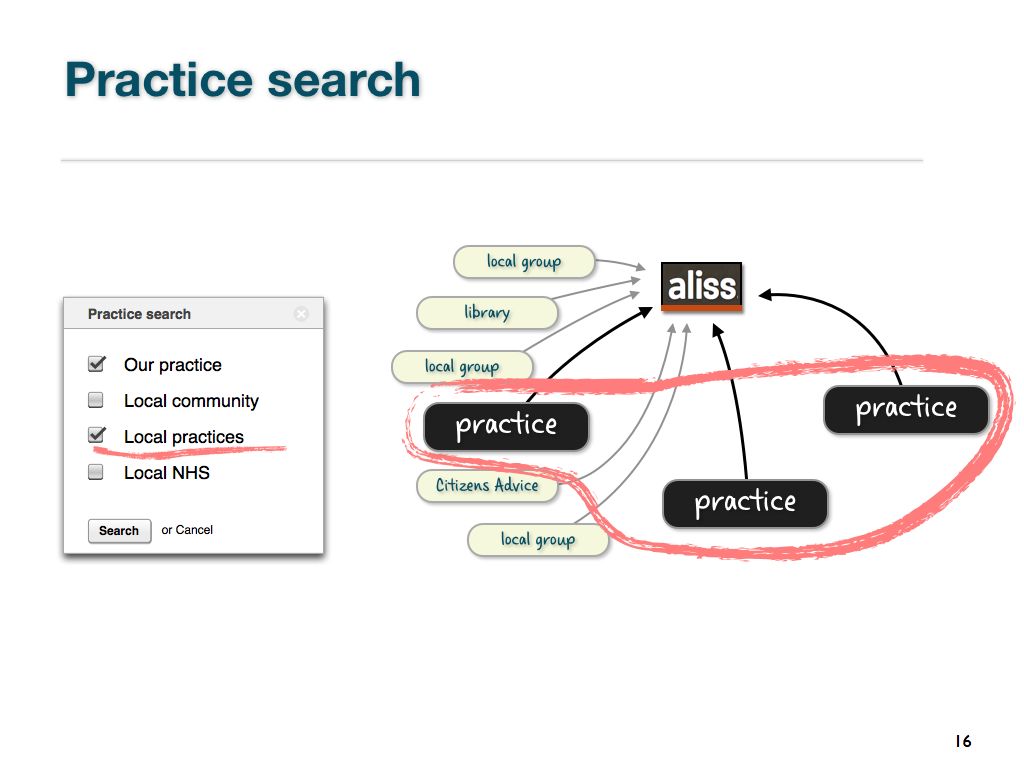 Practice search
Practice search
Our practice
Local community
Local practices
Local NHS
Search or Cancel
local group
aliss
library
local group
practice
practice
Citizens Advice
practice
local group
16